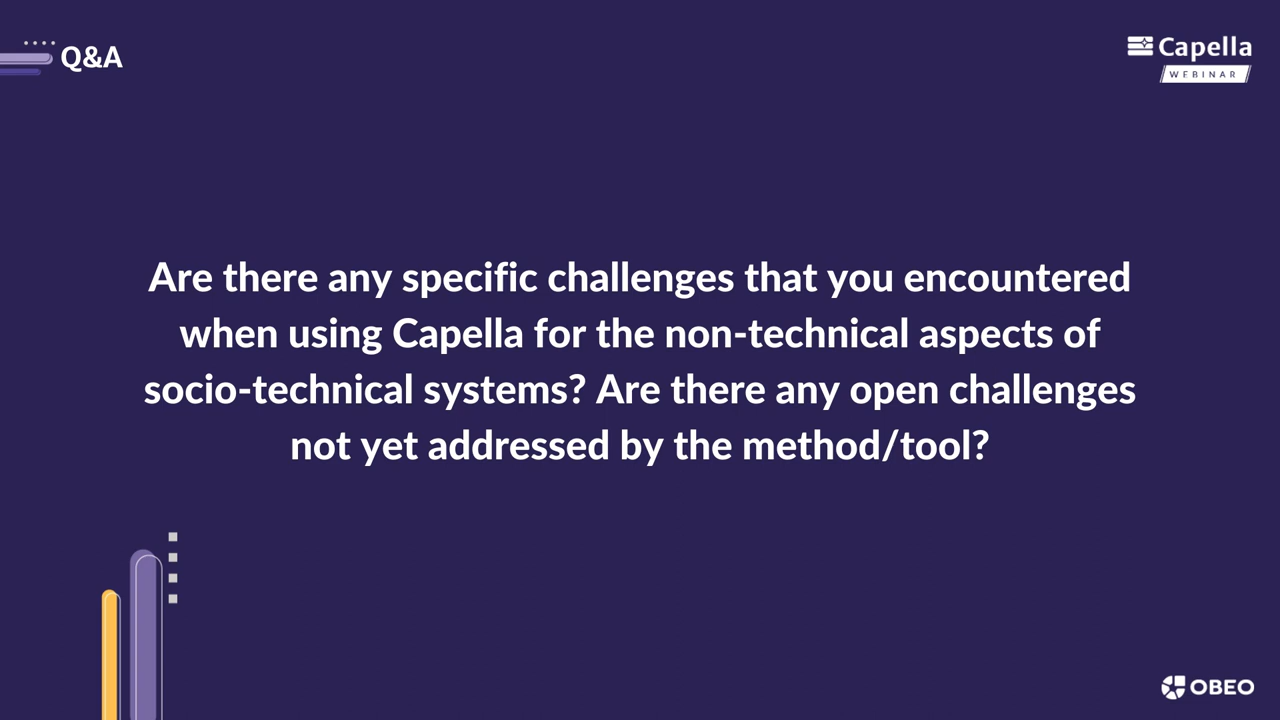 Q&A
Capella
WEBINAR
Are there any specific challenges that you encountered
when using Capella for the non-technical aspects of
socio-technical systems? Are there any open challenges
not yet addressed by the method/tool?
OBEO